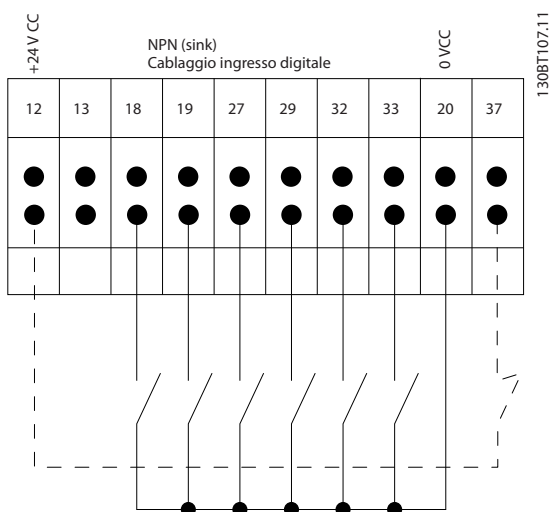 +24 V CC
NPN (sink)
Cablaggio ingresso digitale
0 VCC
130BT107.11
12 13 18 19 27 29 32 33 20 37